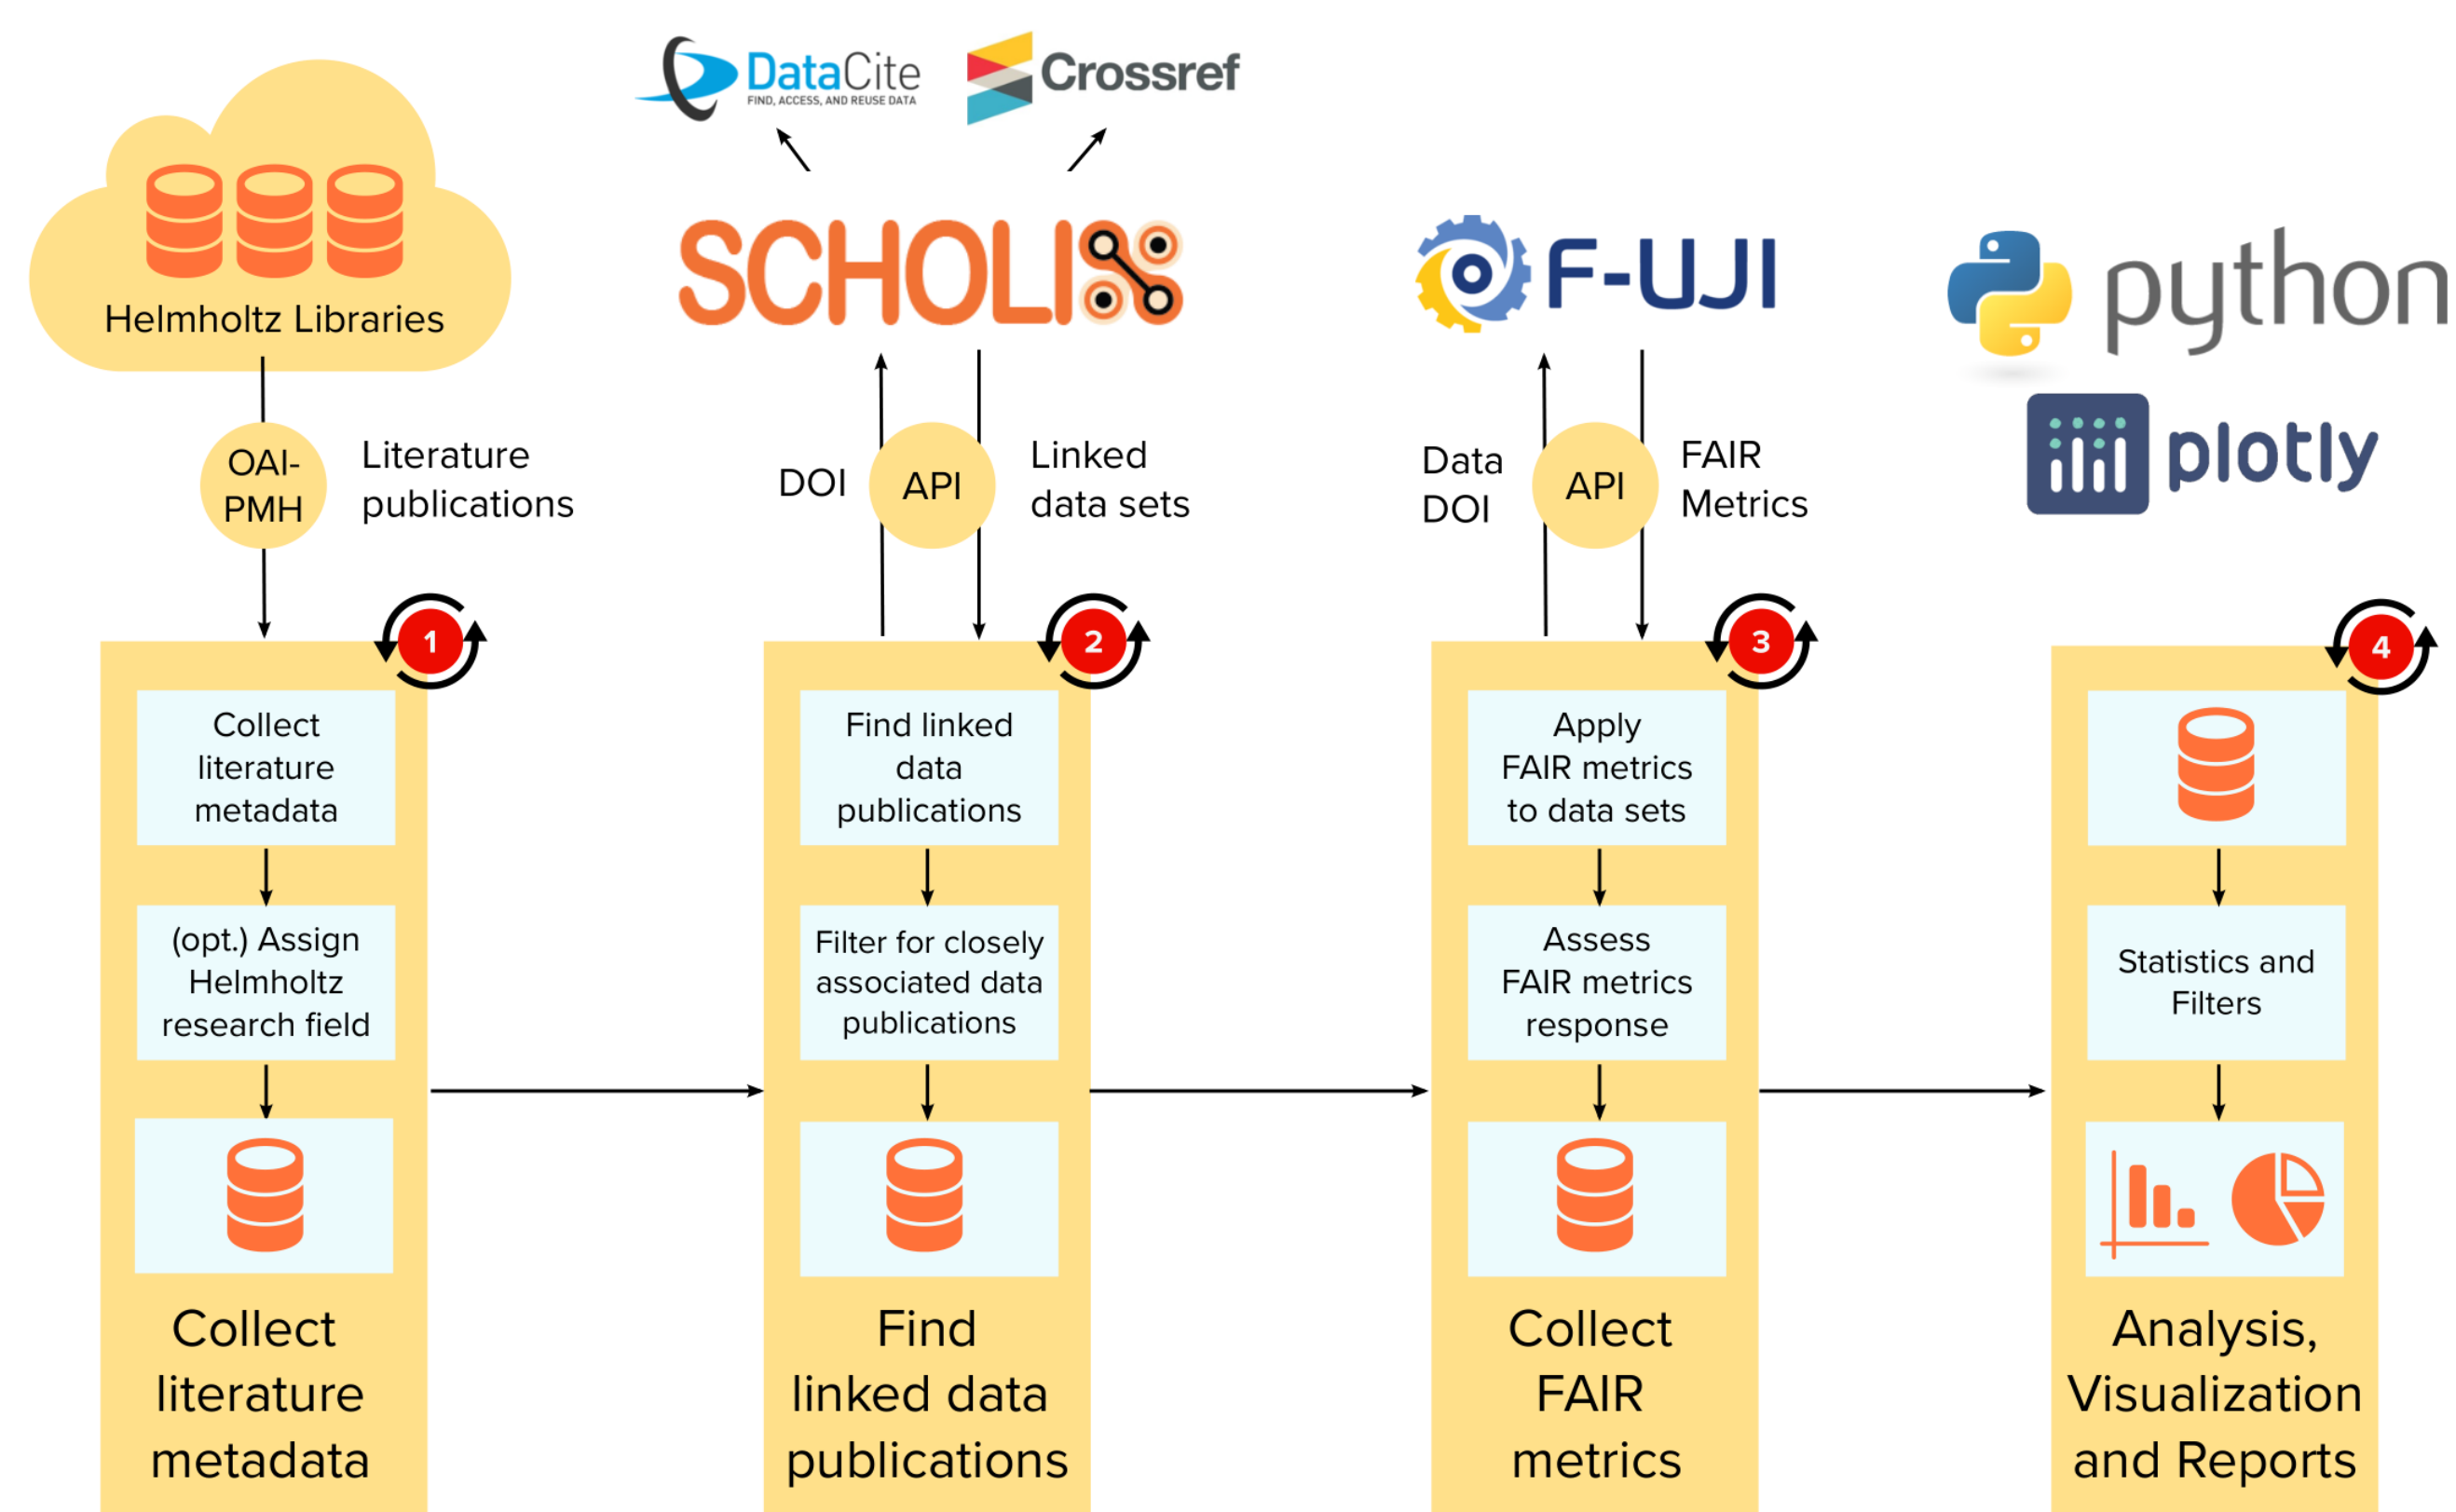 DataCite
FIND, ACCESS, AND REUSE DATA
Crossref
Helmholtz Libraries
SCHOLIX
F-UJI
python
plotly
OAI-
PMH
Literature
publications
DOI
API
Linked
data sets
Data
DOI
API
FAIR
Metrics
1
Collect
literature
metadata
(opt.) Assign
Helmholtz
research field
Collect
literature
metadata
2
Find linked
data
publications
Filter for closely
associated data
publications
Find
linked data
publications
3
Apply
FAIR metrics
to data sets
Assess
FAIR metrics
response
Collect
FAIR
metrics
4
Statistics and
Filters
Analysis,
Visualization
and Reports